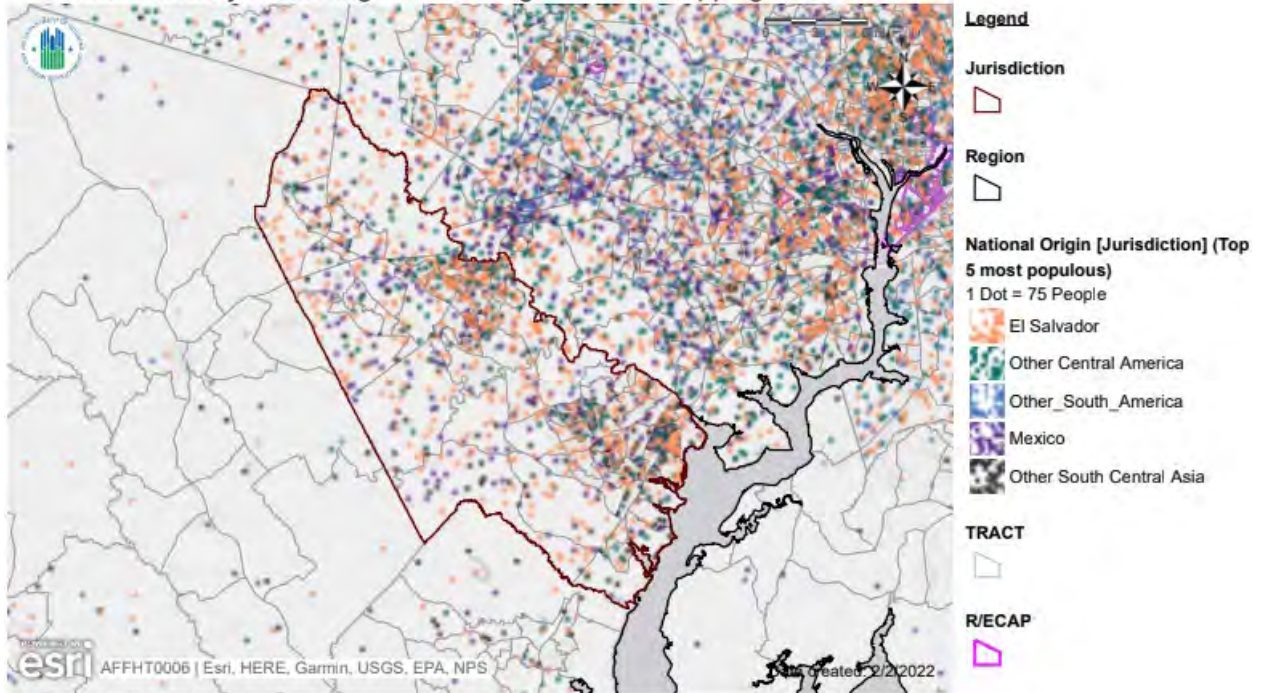 Legend
Jurisdiction
Region
National Origin [Jurisdiction] (Top
5 most populous)
1 Dot = 75 People
El Salvador
Other Central America
Other_South_America
Mexico
Other South Central Asia
TRACT
R/ECAP
esri AFFHT0006 | Esri, HERE, Garmin, USGS, EPA, NPS
Date created: 2/2/2022